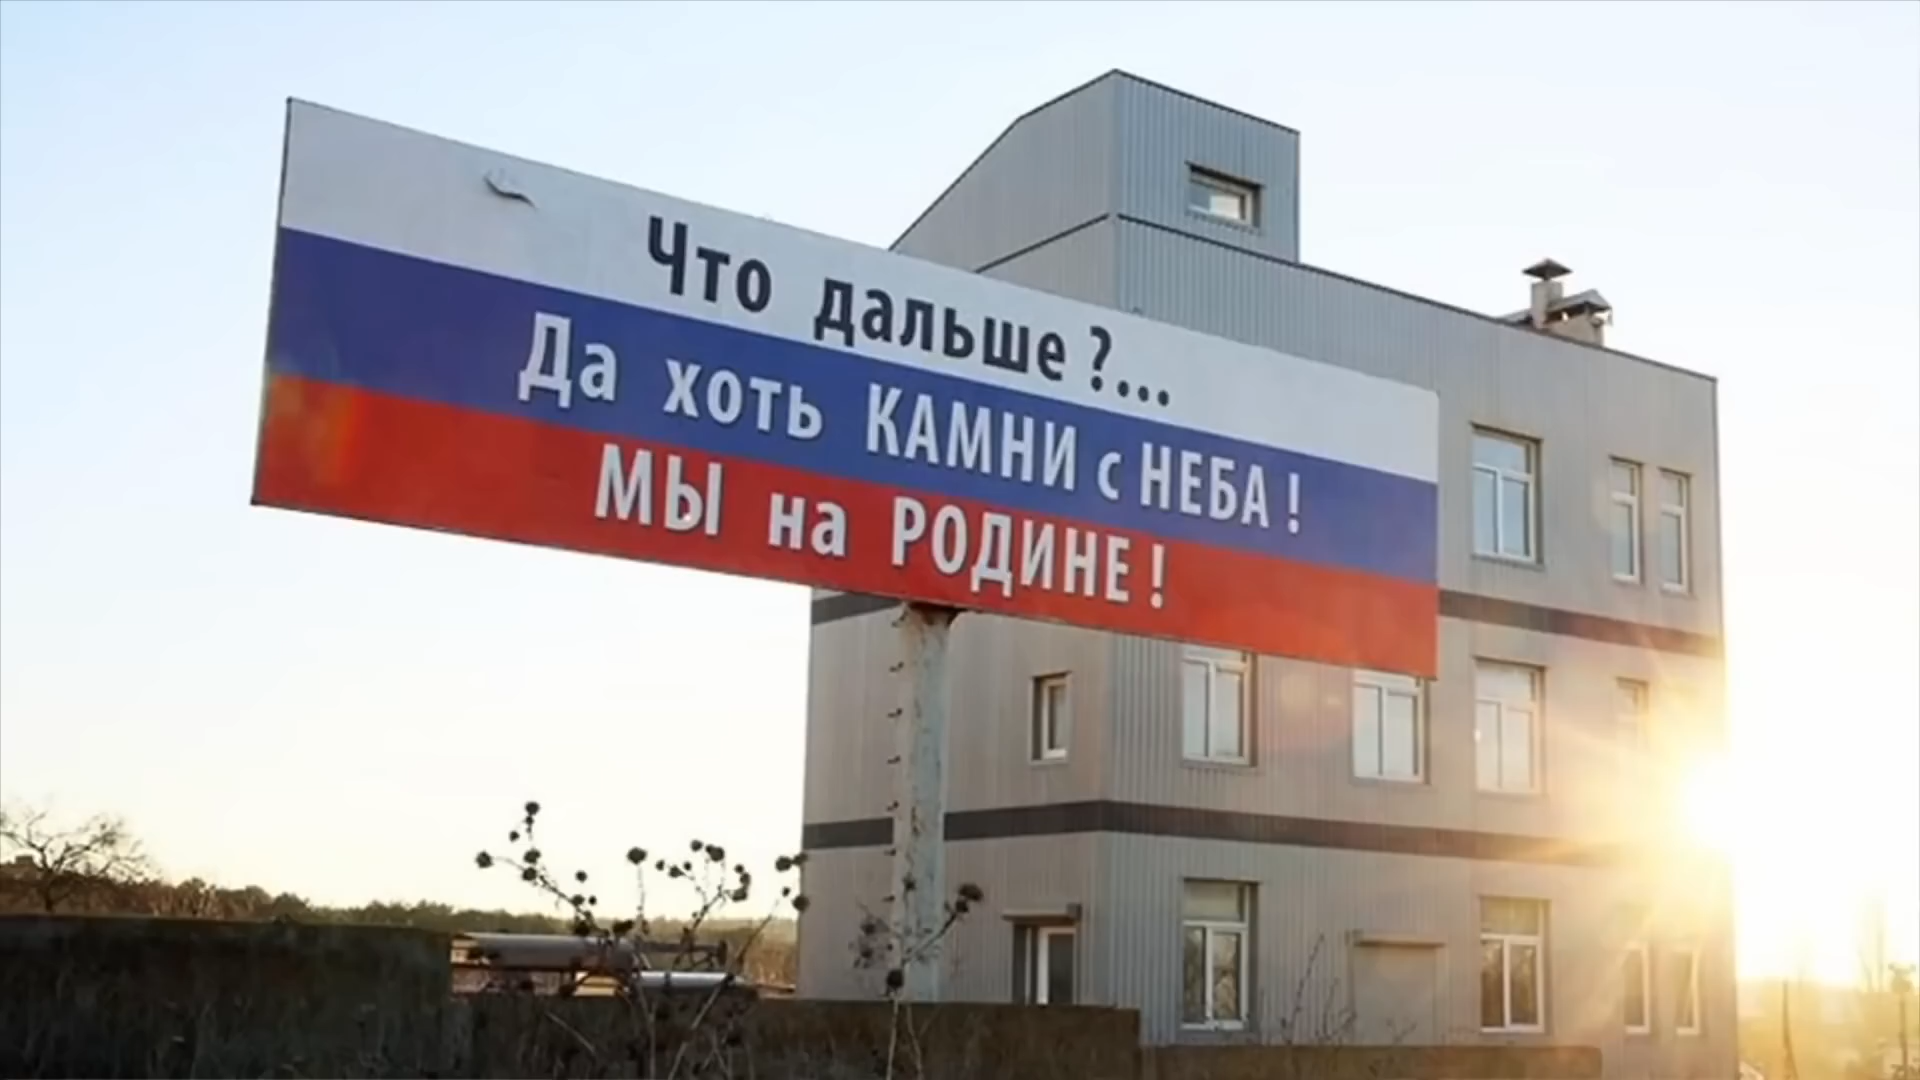 Что дальше ?...
Да хоть КАМНИ с НЕБА !
МЫ на РОДИНЕ !